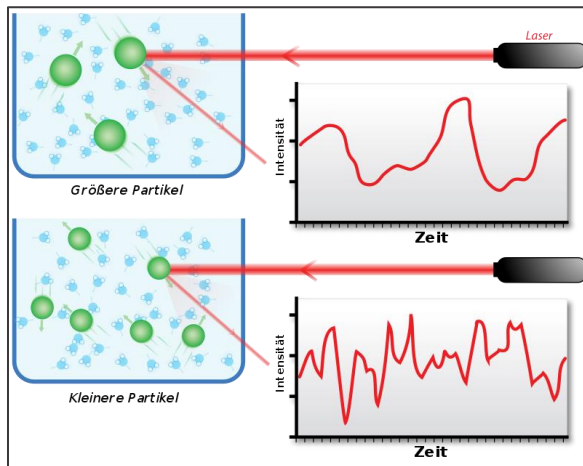 Laser
Intensität
Größere Partikel
Zeit
Intensität
Kleinere Partikel
Zeit